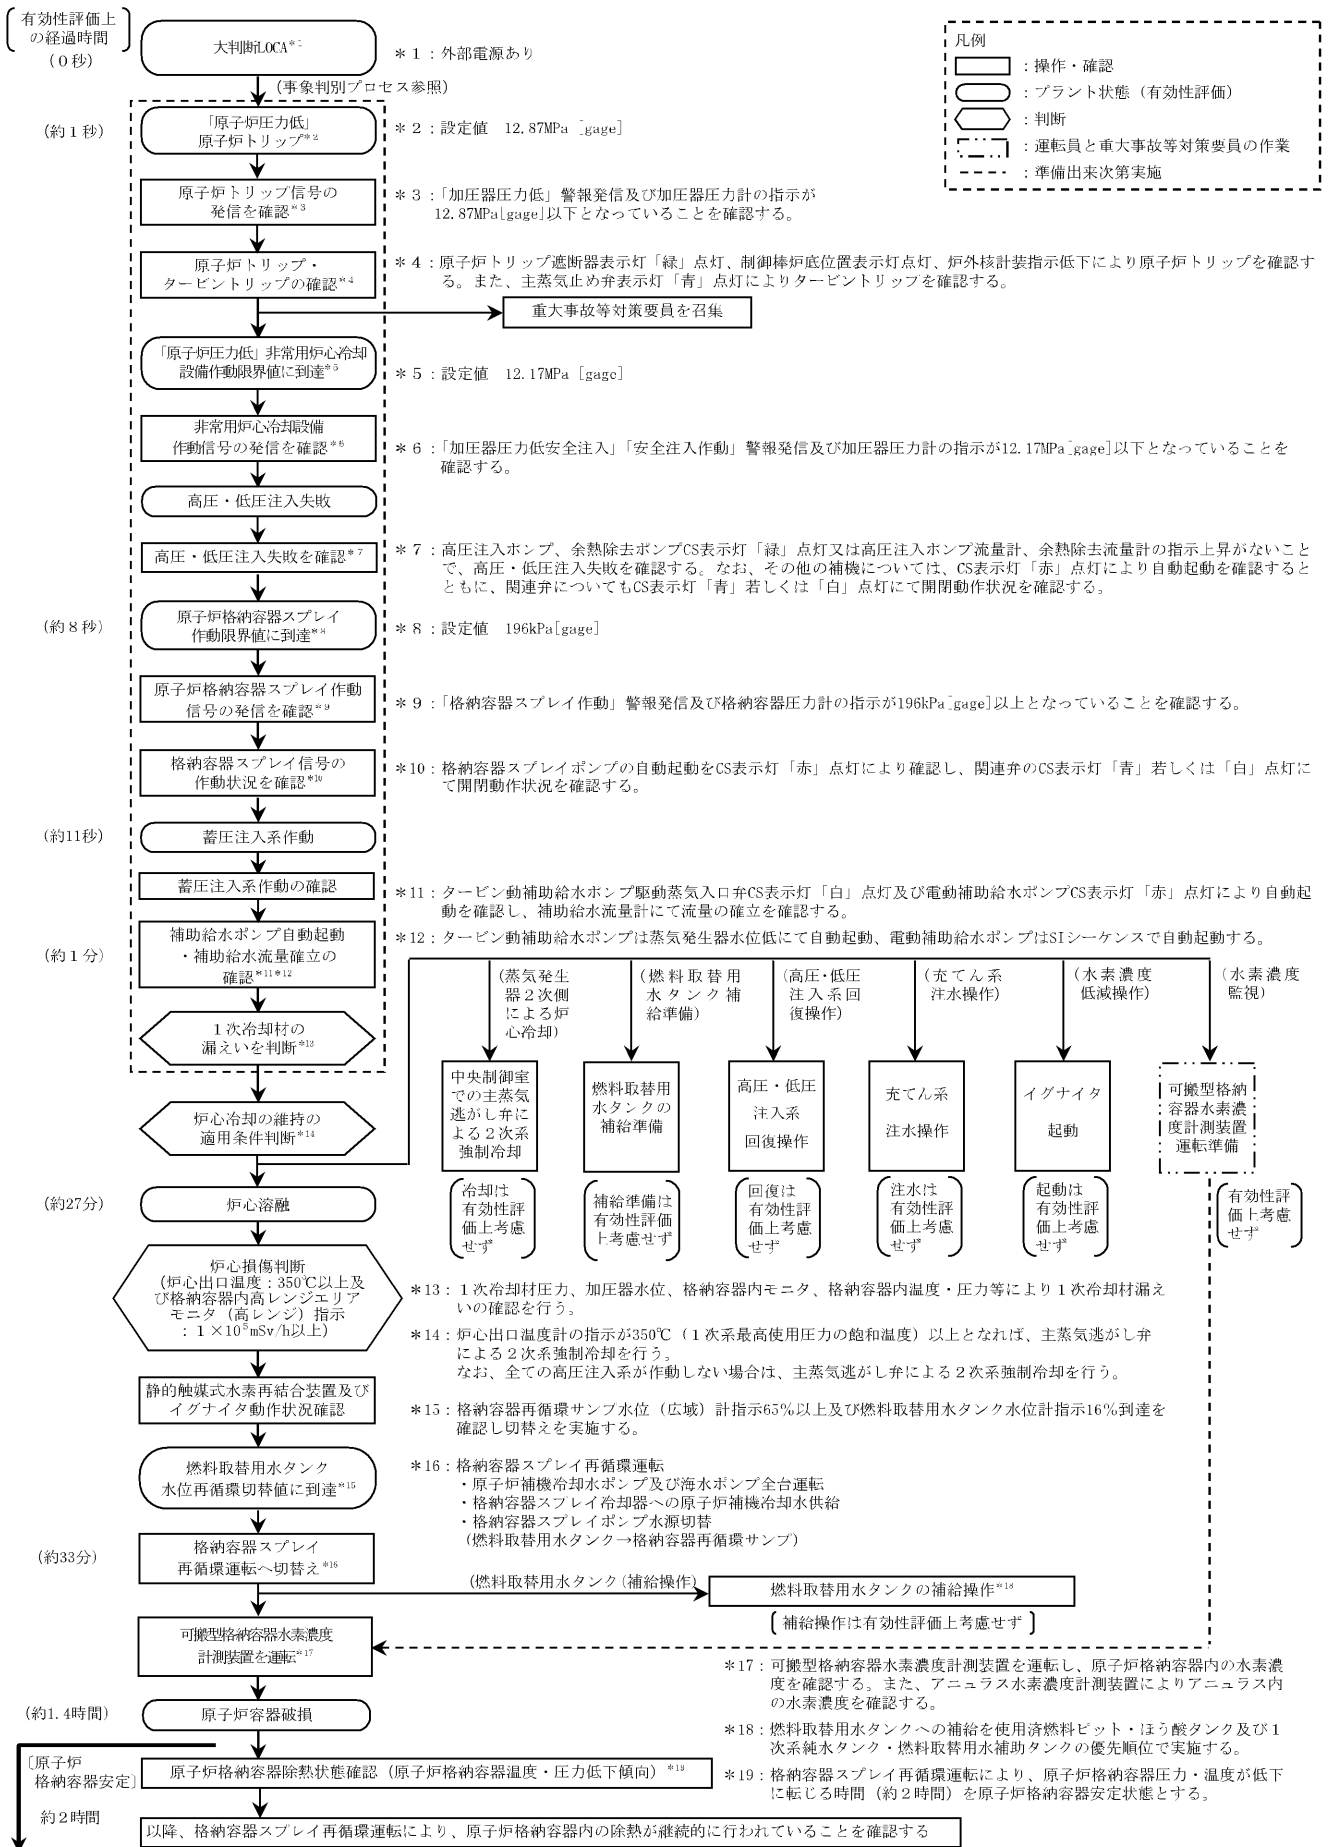 有効性評価上
の経過時間
(0秒)
大判断LOCA*1
*1:外部電源あり
(事象判別プロセス参照)
凡例
:操作・確認
:プラント状態(有効性評価)
:判断
:運転員と重大事故等対策要員の作業
:準備出来次第実施
(約1秒)
「原子炉圧力低」
原子炉トリップ*2
*2:設定値 12.87MPa [gage]
原子炉トリップ信号の
発信を確認*3
*3:「加圧器圧力低」警報発信及び加圧器圧力計の指示が
12.87MPa[gage]以下となっていることを確認する。
原子炉トリップ・
タービントリップの確認*4
*4:原子炉トリップ遮断器表示灯「緑」点灯、制御棒炉底位置表示灯点灯、炉外核計装指示低下により原子炉トリップを確認す
る。また、主蒸気止め弁表示灯「青」点灯によりタービントリップを確認する。
重大事故等対策要員を召集
「原子炉圧力低」非常用炉心冷却
設備作動限界値に到達*5
*5:設定値 12.17MPa [gage]
非常用炉心冷却設備
作動信号の発信を確認*6
*6:「加圧器圧力低安全注入」「安全注入作動」警報発信及び加圧器圧力計の指示が12.17MPa[gage]以下となっていることを
確認する。
高圧・低圧注入失敗
高圧・低圧注入失敗を確認*7
*7:高圧注入ポンプ、余熱除去ポンプCS表示灯「緑」点灯又は高圧注入ポンプ流量計、余熱除去流量計の指示上昇がないこと
で、高圧・低圧注入失敗を確認する。なお、その他の補機については、CS表示灯「赤」点灯により自動起動を確認すると
ともに、関連弁についてもCS表示灯「青」若しくは「白」点灯にて開閉動作状況を確認する。
(約8秒)
原子炉格納容器スプレイ
作動限界値に到達*8
*8:設定値 196kPa[gage]
原子炉格納容器スプレイ作動
信号の発信を確認*9
*9:「格納容器スプレイ作動」警報発信及び格納容器圧力計の指示が196kPa[gage]以上となっていることを確認する。
格納容器スプレイ信号の
作動状況を確認*10
*10:格納容器スプレイポンプの自動起動をCS表示灯「赤」点灯により確認し、関連弁のCS表示灯「青」若しくは「白」点灯に
て開閉動作状況を確認する。
(約11秒)
蓄圧注入系作動
蓄圧注入系作動の確認
*11:タービン動補助給水ポンプ駆動蒸気入口弁CS表示灯「白」点灯及び電動補助給水ポンプCS表示灯「赤」点灯により自動起
動を確認し、補助給水流量計にて流量の確立を確認する。
(約1分)
補助給水ポンプ自動起動
・補助給水流量確立の
確認*11*12
*12:タービン動補助給水ポンプは蒸気発生器水位低にて自動起動、電動補助給水ポンプはSIシーケンスで自動起動する。
1次冷却材の
漏えいを判断*13
炉心冷却の維持の
適用条件判断*14
(蒸気発生
器2次側
による炉
心冷却)
(燃料取替用
水タンク補
給準備)
(高圧・低圧
注入系回
復操作)
(充てん系
注水操作)
(水素濃度
低減操作)
(水素濃度
監視)
中央制御室
での主蒸気
逃がし弁に
よる2次系
強制冷却
燃料取替用
水タンクの
補給準備
高圧・低圧
注入系
回復操作
充てん系
注水操作
イグナイタ
起動
可搬型格納
容器水素濃
度計測装置
運転準備
冷却は
有効性評
価上考慮
せず
補給準備は
有効性評価
上考慮せず
回復は
有効性評
価上考慮
せず
注水は
有効性評
価上考慮
せず
起動は
有効性評
価上考慮
せず
有効性評
価上考慮
せず
(約27分)
炉心溶融
炉心損傷判断
(炉心出口温度:350℃以上及
び格納容器内高レンジエリア
モニタ(高レンジ)指示
:1×10⁵mSv/h以上)
*13:1次冷却材圧力、加圧器水位、格納容器内モニタ、格納容器内温度・圧力等により1次冷却材漏え
いの確認を行う。
*14:炉心出口温度計の指示が350℃(1次系最高使用圧力の飽和温度)以上となれば、主蒸気逃がし弁
による2次系強制冷却を行う。
なお、全ての高圧注入系が作動しない場合は、主蒸気逃がし弁による2次系強制冷却を行う。
静的触媒式水素再結合装置及び
イグナイタ動作状況確認
*15:格納容器再循環サンプ水位(広域)計指示65%以上及び燃料取替用水タンク水位計指示16%到達を
確認し切替えを実施する。
燃料取替用水タンク
水位再循環切替値に到達*15
*16:格納容器スプレイ再循環運転
・原子炉補機冷却水ポンプ及び海水ポンプ全台運転
・格納容器スプレイ冷却器への原子炉補機冷却水供給
・格納容器スプレイポンプ水源切替
(燃料取替用水タンク→格納容器再循環サンプ)
(約33分)
格納容器スプレイ
再循環運転へ切替え*16
(燃料取替用水タンク(補給操作)
燃料取替用水タンクの補給操作*18
補給操作は有効性評価上考慮せず
可搬型格納容器水素濃度
計測装置を運転*17
*17:可搬型格納容器水素濃度計測装置を運転し、原子炉格納容器内の水素濃
度を確認する。また、アニュラス水素濃度計測装置によりアニュラス内
の水素濃度を確認する。
(約1.4時間)
原子炉容器破損
*18:燃料取替用水タンクへの補給を使用済燃料ピット・ほう酸タンク及び1
次系純水タンク・燃料取替用水補助タンクの優先順位で実施する。
[原子炉
格納容器安定]
約2時間
原子炉格納容器除熱状態確認(原子炉格納容器温度・圧力低下傾向)*19
*19:格納容器スプレイ再循環運転により、原子炉格納容器圧力・温度が低下
に転じる時間(約2時間)を原子炉格納容器安定状態とする。
以降、格納容器スプレイ再循環運転により、原子炉格納容器内の除熱が継続的に行われていることを確認する